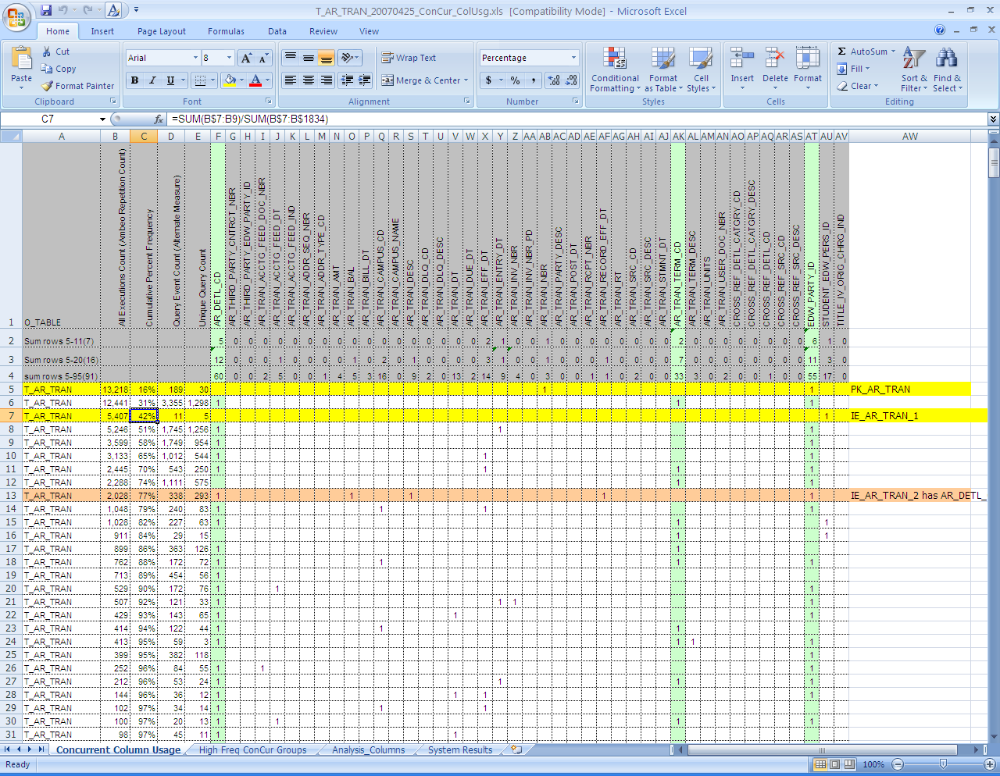 T_AR_TRAN_20070425_ConCur_ColUsg.xls [Compatibility Mode] - Microsoft Excel
Home Insert Page Layout Formulas Data Review View
Paste Cut Copy Format Painter Clipboard
Arial 8 B I U Font
Wrap Text Merge & Center Alignment
Percentage $ % , Number
Conditional Formatting Format as Table Cell Styles Styles
Insert Delete Format Cells
AutoSum Fill Clear Sort & Filter Find & Select Editing
C7 fx =SUM(B$7:B9)/SUM(B$7:B$1834)
A B C D E F G H I J K L M N O P Q R S T U V W X Y Z AA AB AC AD AE AF AG AH AI AJ AK AL AM AN AO AP AQ AR AS AT AU AV AW
1 O_TABLE
All Executions Count (Ambeo Repetition Count)
Cumulative Percent Frequency
Query Event Count (Alternate Measure)
Unique Query Count
AR_DETL_CD
AR_THIRD_PARTY_CNTRCT_NBR
AR_THIRD_PARTY_EDW_PARTY_ID
AR_TRAN_ACCTG_FEED_DOC_NBR
AR_TRAN_ACCTG_FEED_DT
AR_TRAN_ACCTG_FEED_IND
AR_TRAN_ADDR_SEQ_NBR
AR_TRAN_ADDR_TYPE_CD
AR_TRAN_AMT
AR_TRAN_BAL
AR_TRAN_BILL_DT
AR_TRAN_CAMPUS_CD
AR_TRAN_CAMPUS_NAME
AR_TRAN_DESC
AR_TRAN_DLQ_CD
AR_TRAN_DLQ_DESC
AR_TRAN_DT
AR_TRAN_DUE_DT
AR_TRAN_EFF_DT
AR_TRAN_ENTRY_DT
AR_TRAN_INV_NBR
AR_TRAN_INV_NBR_PD
AR_TRAN_NBR
AR_TRAN_PARTY_DESC
AR_TRAN_POST_DT
AR_TRAN_RCPT_NBR
AR_TRAN_RECORD_EFF_DT
AR_TRAN_RT
AR_TRAN_SRC_CD
AR_TRAN_SRC_DESC
AR_TRAN_STMNT_DT
AR_TRAN_TERM_CD
AR_TRAN_TERM_DESC
AR_TRAN_UNITS
AR_TRAN_USER_DOC_NBR
CROSS_REF_DETL_CATGRY_CD
CROSS_REF_DETL_CATGRY_DESC
CROSS_REF_DETL_CD
CROSS_REF_SRC_CD
CROSS_REF_SRC_DESC
EDW_PARTY_ID
STUDENT_EDW_PERS_ID
TITLE_IV_ORIG_CHRG_IND
2 Sum rows 5-11(7) 5 0 0 0 0 0 0 0 0 0 0 0 0 0 0 0 0 0 2 1 0 0 1 0 0 0 0 0 0 0 0 2 0 0 0 0 0 0 0 0 6 1 0
3 Sum rows 5-20(16) 12 0 0 0 1 0 0 0 0 1 0 2 0 1 0 0 0 0 3 1 0 0 1 0 0 0 1 0 0 0 0 7 0 0 0 0 0 0 0 0 11 3 0
4 sum rows 5-95(91) 60 0 0 2 5 0 0 1 4 5 3 16 0 9 2 0 13 2 14 9 2 0 3 0 0 1 1 0 2 0 0 33 3 0 2 0 0 1 0 0 55 17 0
5 T_AR_TRAN 13,218 16% 189 30 1 1 PK_AR_TRAN
6 T_AR_TRAN 12,441 31% 3,355 1,298 1 1 1
7 T_AR_TRAN 5,407 42% 11 5 1 IE_AR_TRAN_1
8 T_AR_TRAN 5,246 51% 1,745 1,256 1 1 1
9 T_AR_TRAN 3,599 58% 1,749 954 1 1
10 T_AR_TRAN 3,133 65% 1,012 544 1 1 1
11 T_AR_TRAN 2,445 70% 543 250 1 1 1 1
12 T_AR_TRAN 2,288 74% 1,111 575 1 1
13 T_AR_TRAN 2,028 77% 338 293 1 1 1 1 1 IE_AR_TRAN_2 has AR_DETL_
14 T_AR_TRAN 1,048 79% 240 83 1 1 1 1
15 T_AR_TRAN 1,028 82% 227 63 1 1 1
16 T_AR_TRAN 911 84% 29 15 1 1
17 T_AR_TRAN 899 86% 363 126 1 1
18 T_AR_TRAN 762 88% 172 72 1 1 1 1
19 T_AR_TRAN 713 89% 454 56 1
20 T_AR_TRAN 529 90% 172 76 1 1 1
21 T_AR_TRAN 507 92% 121 33 1 1 1 1
22 T_AR_TRAN 429 93% 143 65 1 1 1
23 T_AR_TRAN 414 94% 122 44 1 1 1
24 T_AR_TRAN 413 95% 59 3 1 1 1 1
25 T_AR_TRAN 399 95% 382 118 1 1
26 T_AR_TRAN 252 96% 84 55 1 1 1
27 T_AR_TRAN 212 96% 53 24 1 1 1 1
28 T_AR_TRAN 144 96% 36 12 1 1 1 1
29 T_AR_TRAN 102 97% 34 14 1 1 1
30 T_AR_TRAN 100 97% 20 13 1 1 1 1
31 T_AR_TRAN 98 97% 45 11 1 1
Concurrent Column Usage High Freq ConCur Groups Analysis_Columns System Results
Ready 100%